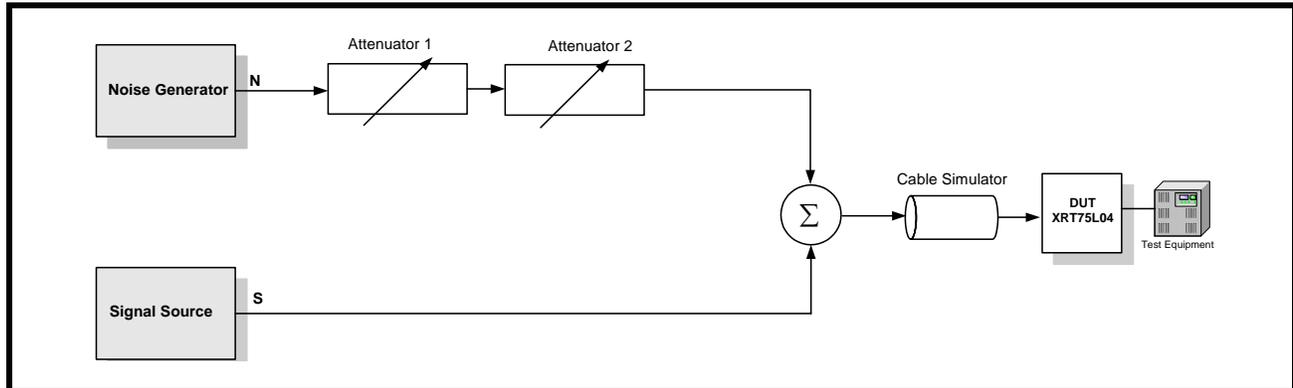 Attenuator 1
Attenuator 2
Noise Generator
N
Σ
Cable Simulator
DUT
XRT75L04
Test Equipment
Signal Source
S